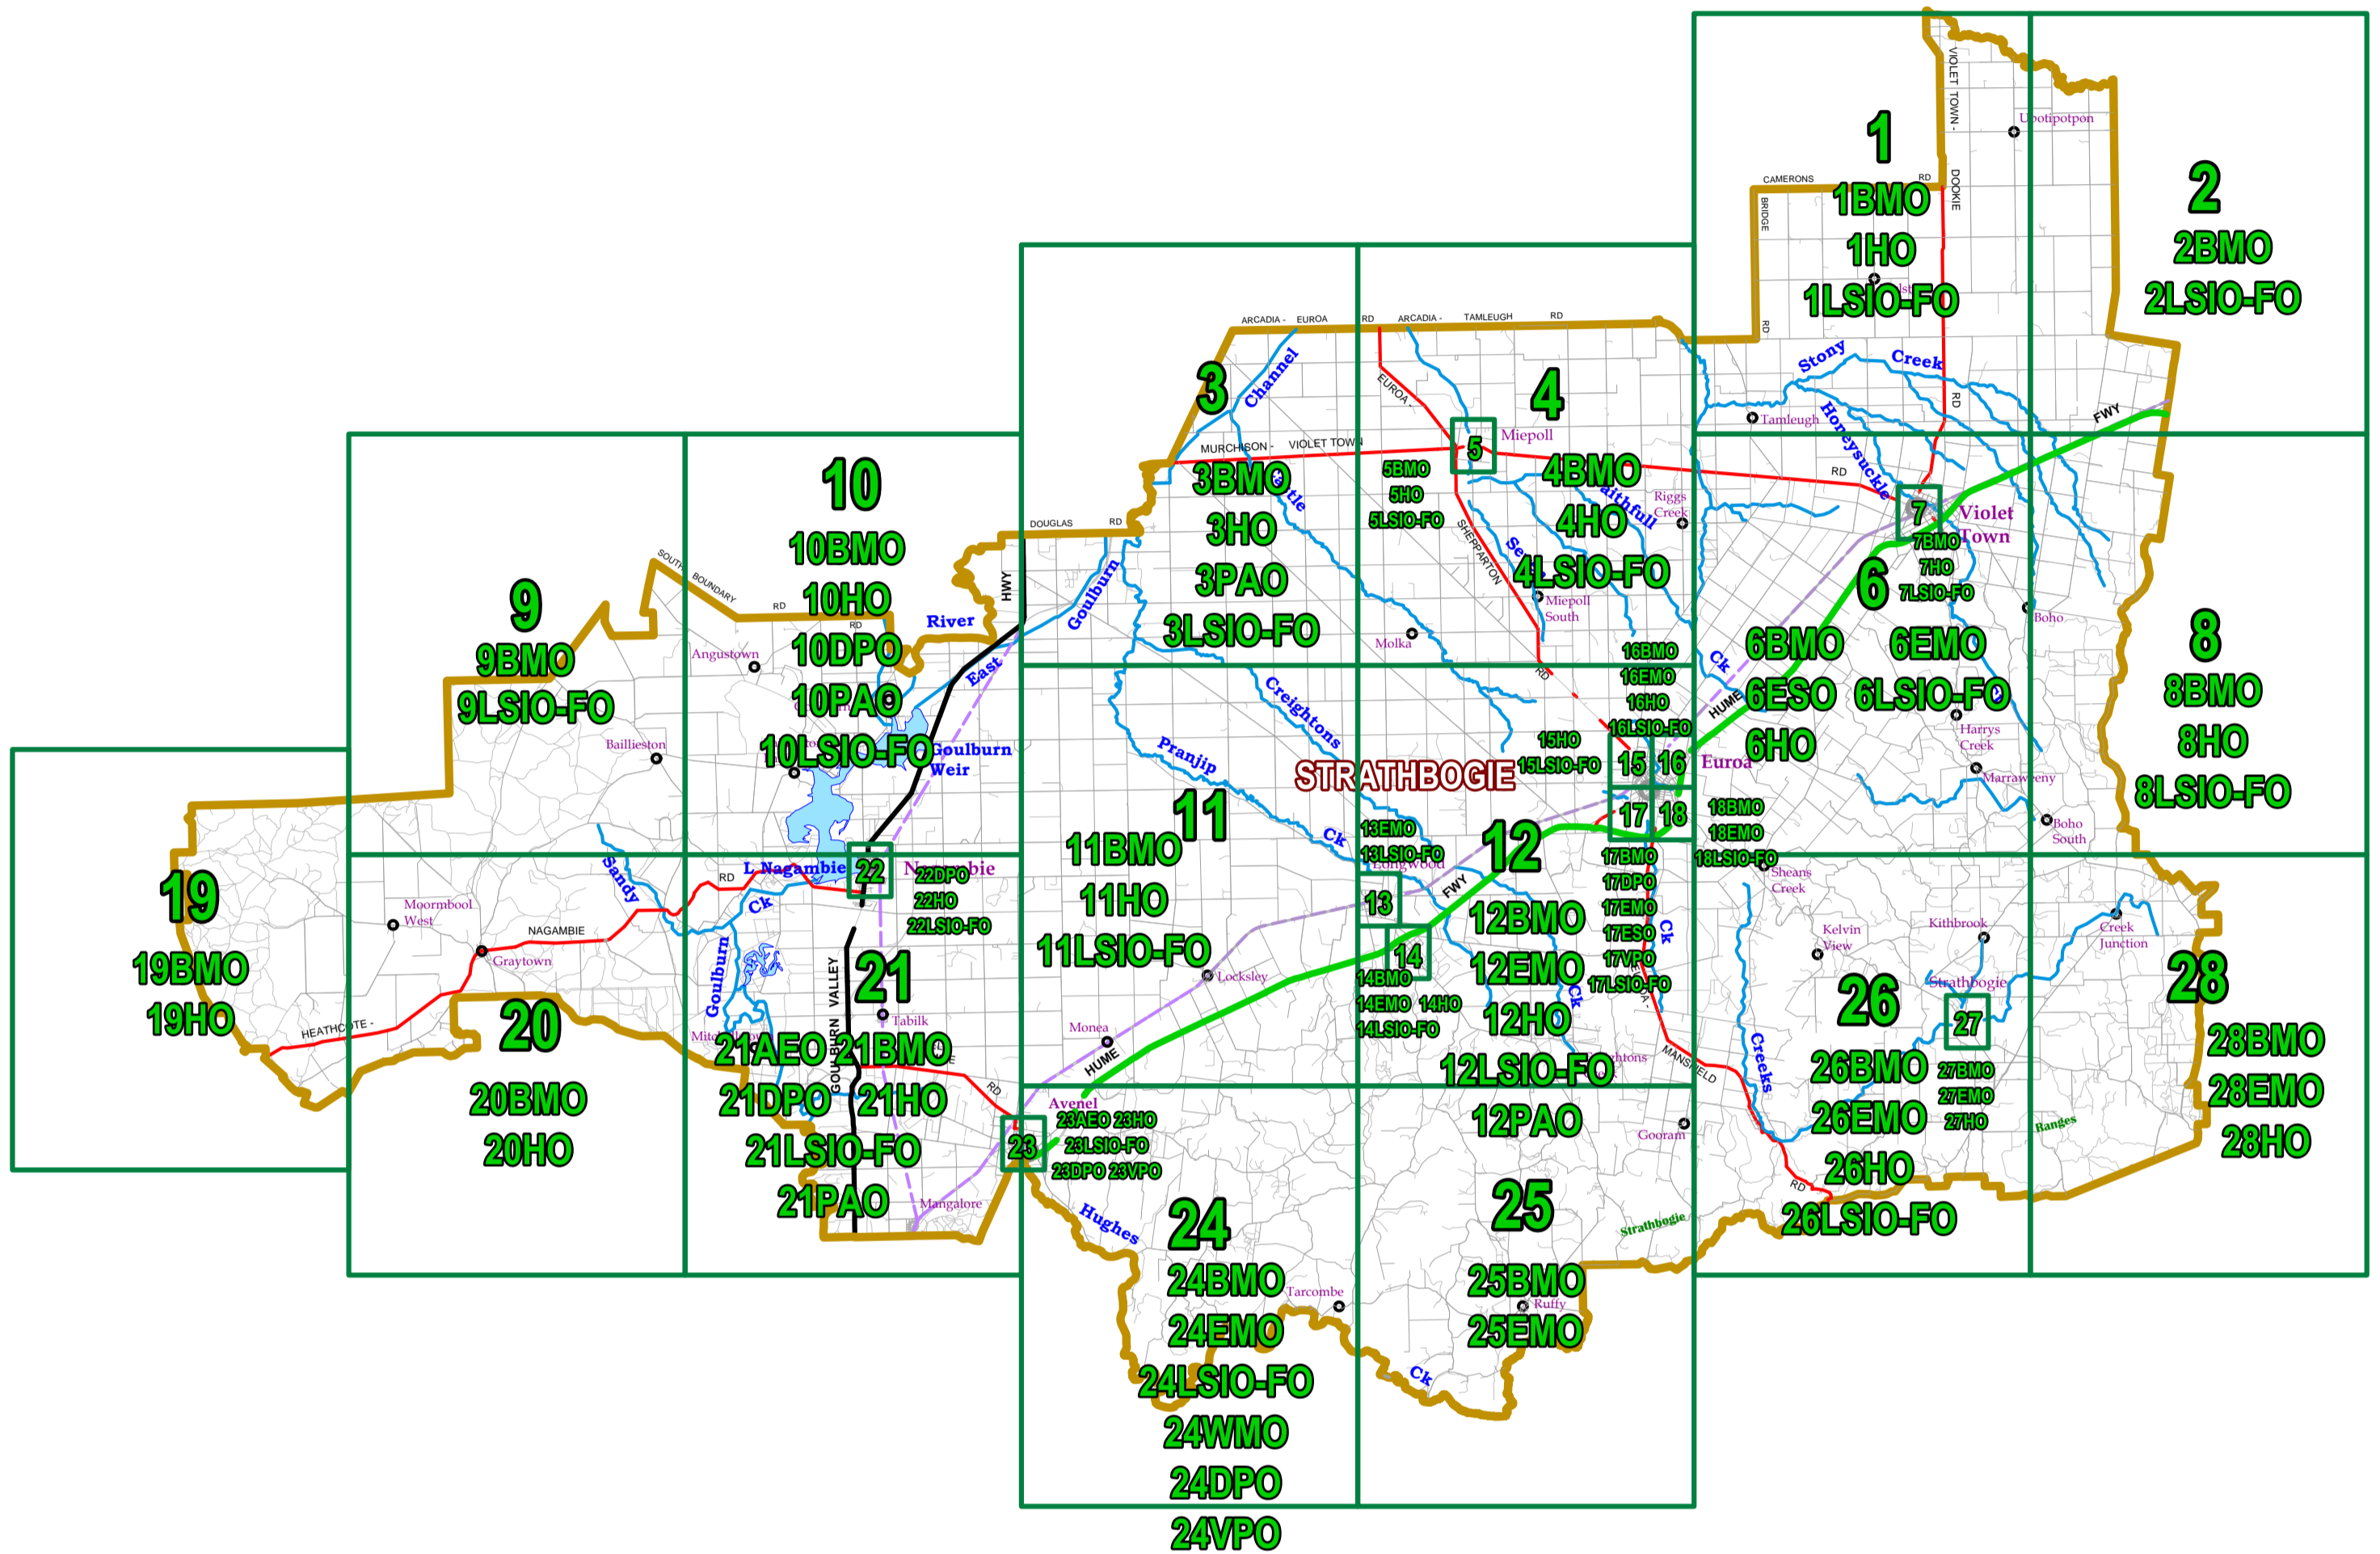 VIOLET TOWN -
DOOKIE
RD
Upotipotpon
1
1BMO
1HO
1LSIO-FO
CAMERONS RD
BRIDGE
RD
2
2BMO
2LSIO-FO
Stony Creek
Honeysuckle
Tamleugh
FWY
ARCADIA - EUROA RD
ARCADIA - TAMLEUGH RD
3
Channel
3BMO
3HO
3PAO
3LSIO-FO
EUROA -
MURCHISON - VIOLET TOWN
RD
4
5
Miepoll
5BMO
5HO
5LSIO-FO
4BMO
4HO
4LSIO-FO
Riggs
Creek
SHEPPARTON
RD
Miepoll
South
Molka
7
Violet
Town
7BMO
7HO
7LSIO-FO
6
6BMO 6EMO
6ESO 6LSIO-FO
6HO
Ck
HUME
Boho
Harrys
Creek
Marraweeny
Boho
South
8
8BMO
8HO
8LSIO-FO
9
9BMO
9LSIO-FO
SOUTH BOUNDARY RD
RD
10
10BMO
10HO
10DPO
10PAO
10LSIO-FO
Angustown
Baillieston
River
East
Goulburn
DOUGLAS RD
HWY
Goulburn
Weir
11
11BMO
11HO
11LSIO-FO
Creightons
Pranjip
Ck
STRATHBOGIE
12
12BMO
12EMO
12HO
12LSIO-FO
12PAO
FWY
Ck
13EMO
13LSIO-FO
Longwood
13
14
14BMO
14EMO 14HO
14LSIO-FO
15HO
15LSIO-FO
15
16BMO
16EMO
16HO
16LSIO-FO
16
Euroa
17
18
17BMO
17DPO
17EMO
17ESO
17VPO
17LSIO-FO
18BMO
18EMO
18LSIO-FO
Ck
MANSFIELD
RD
Sheans
Creek
Kelvin
View
Kithbrook
Strathbogie
Creek
Junction
Creeks
26
26BMO
26EMO
26HO
26LSIO-FO
27
27BMO
27EMO
27HO
Ranges
28
28BMO
28EMO
28HO
19
19BMO
19HO
Moormbool
West
Graytown
NAGAMBIE
RD
HEATHCOTE -
Sandy
Ck
20
20BMO
20HO
L Nagambie
22
Nagambie
22DPO
22HO
22LSIO-FO
Goulburn
GOULBURN VALLEY
21
Tabilk
21AEO 21BMO
21DPO 21HO
21LSIO-FO
21PAO
RD
Mangalore
Locksley
Monea
HUME
Avenel
23
23AEO 23HO
23LSIO-FO
23DPO 23VPO
Hughes
24
24BMO
24EMO
24LSIO-FO
24WMO
24DPO
24VPO
Tarcombe
25
25BMO
25EMO
Ruffy
Ck
Gooram
Strathbogie